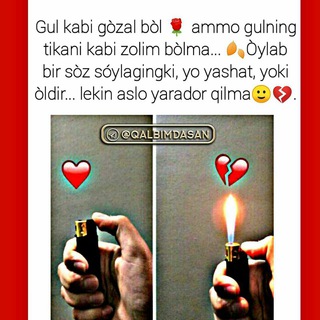 Gul kabi gòzal bòl 🌹 ammo gulning
tikani kabi zolim bòlma... 🍂Òylab
bir sòz sóylagingki, yo yashat, yoki
òldir... lekin aslo yarador qilma🙂💔.
@QALBIMDASAN